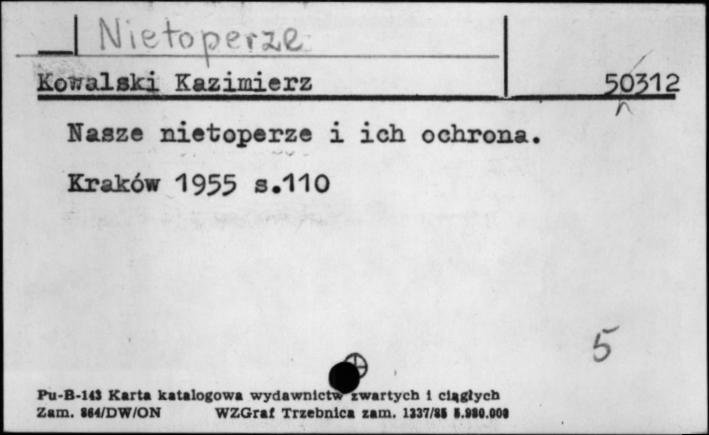 Nietoperze
Kowalski Kazimierz 50312
Nasze nietoperze i ich ochrona.
Kraków 1955 s.110
5
Pu-B-143 Karta katalogowa wydawnictw zwartych i ciągłych
Zam. 864/DW/ON WZGraf Trzebnica zam. 1337/85 5.980.000